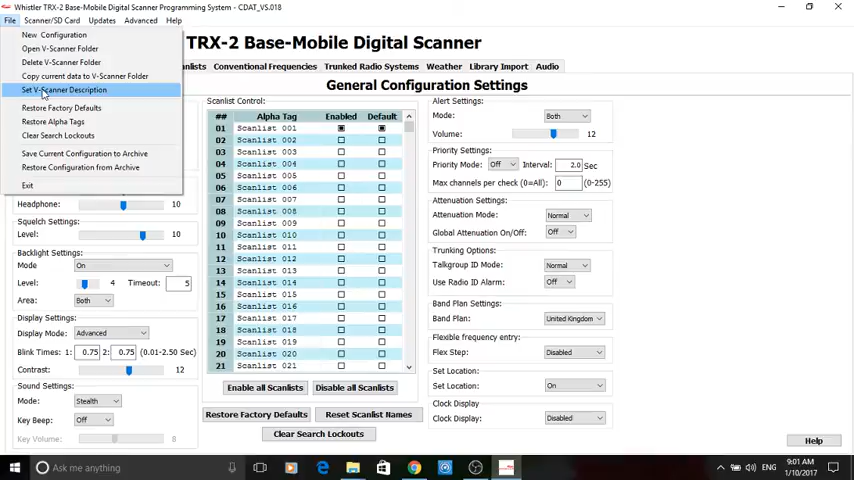 Whistler TRX-2 Base-Mobile Digital Scanner Programming System / CDAT_VS.018
File Scanner/SD Card Updates Advanced Help
New Configuration
Open V-Scanner Folder
Delete V-Scanner Folder
Copy current data to V-Scanner Folder
Set V-Scanner Description
Restore Factory Defaults
Restore Alpha Tags
Clear Search Lockouts
Save Current Configuration to Archive
Restore Configuration from Archive
Exit
TRX-2 Base-Mobile Digital Scanner
Conventional Frequencies Trunked Radio Systems Weather Library Import Audio
General Configuration Settings
Headphone: 10
Squelch Settings:
Level: 10
Backlight Settings:
Mode On
Level: 4 Timeout: 5
Area: Both
Display Settings:
Display Mode: Advanced
Blink Times: 1: 0.75 2: 0.75 (0.01-2.50 Sec)
Contrast: 12
Sound Settings:
Mode: Stealth
Key Beep: Off
Key Volume: 8
Scanlist Control:
## Alpha Tag Enabled Default
01 Scanlist 001
02 Scanlist 002
03 Scanlist 003
04 Scanlist 004
05 Scanlist 005
06 Scanlist 006
07 Scanlist 007
08 Scanlist 008
09 Scanlist 009
10 Scanlist 010
11 Scanlist 011
12 Scanlist 012
13 Scanlist 013
14 Scanlist 014
15 Scanlist 015
16 Scanlist 016
17 Scanlist 017
18 Scanlist 018
19 Scanlist 019
20 Scanlist 020
21 Scanlist 021
Enable all Scanlists Disable all Scanlists
Restore Factory Defaults Reset Scanlist Names
Clear Search Lockouts
Alert Settings:
Mode: Both
Volume: 12
Priority Settings:
Priority Mode: Off Interval: 2.0 Sec
Max channels per check (0=All) 0 (0-255)
Attenuation Settings:
Attenuation Mode: Normal
Global Attenuation On/Off: Off
Trunking Options:
Talkgroup ID Mode: Normal
Use Radio ID Alarm: Off
Band Plan Settings:
Band Plan: United Kingdom
Flexible frequency entry:
Flex Step: Disabled
Set Location:
Set Location: On
Clock Display:
Clock Display: Disabled
Help
Ask me anything
ENG
9:01 AM
1/10/2017